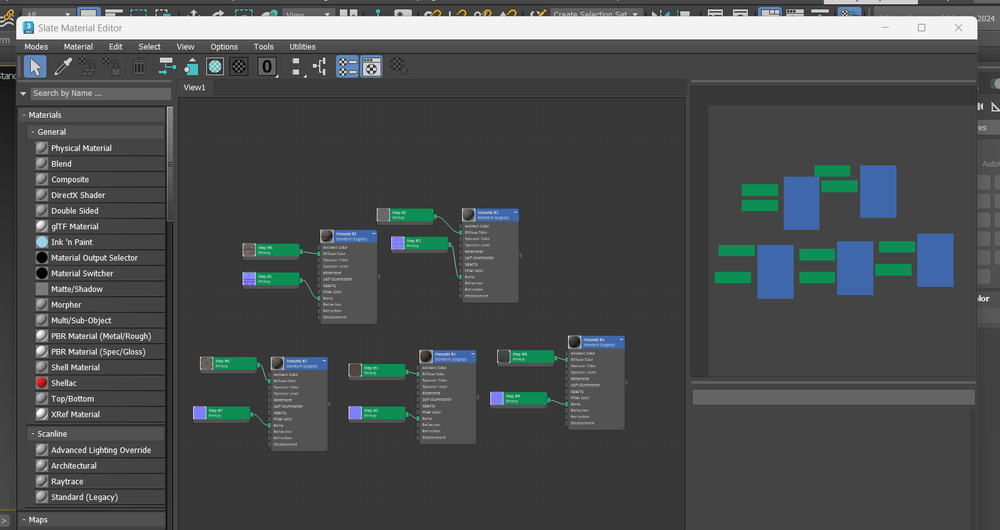 All
View
Create Selection Set
2024
Slate Material Editor
Modes
Material
Edit
Select
View
Options
Tools
Utilities
0
View1
Search by Name ...
- Materials
- General
Physical Material
Blend
Composite
DirectX Shader
Double Sided
glTF Material
Ink 'n Paint
Material Output Selector
Material Switcher
Matte/Shadow
Morpher
Multi/Sub-Object
PBR Material (Metal/Rough)
PBR Material (Spec/Gloss)
Shell Material
Shellac
Top/Bottom
XRef Material
- Scanline
Advanced Lighting Override
Architectural
Raytrace
Standard (Legacy)
- Maps
Map #2
Bitmap
Map #3
Bitmap
Material #3
Standard (Legacy)
Ambient Color
Diffuse Color
Specular Color
Specular Level
Glossiness
Self-Illumination
Opacity
Filter Color
Bump
Reflection
Refraction
Displacement
Map #0
Bitmap
Map #1
Bitmap
Material #2
Standard (Legacy)
Ambient Color
Diffuse Color
Specular Color
Specular Level
Glossiness
Self-Illumination
Opacity
Filter Color
Bump
Reflection
Refraction
Displacement
Map #6
Bitmap
Map #7
Bitmap
Material #5
Standard (Legacy)
Ambient Color
Diffuse Color
Specular Color
Specular Level
Glossiness
Self-Illumination
Opacity
Filter Color
Bump
Reflection
Refraction
Displacement
Map #4
Bitmap
Map #5
Bitmap
Material #4
Standard (Legacy)
Ambient Color
Diffuse Color
Specular Color
Specular Level
Glossiness
Self-Illumination
Opacity
Filter Color
Bump
Reflection
Refraction
Displacement
Map #8
Bitmap
Map #9
Bitmap
Material #6
Standard (Legacy)
Ambient Color
Diffuse Color
Specular Color
Specular Level
Glossiness
Self-Illumination
Opacity
Filter Color
Bump
Reflection
Refraction
Displacement